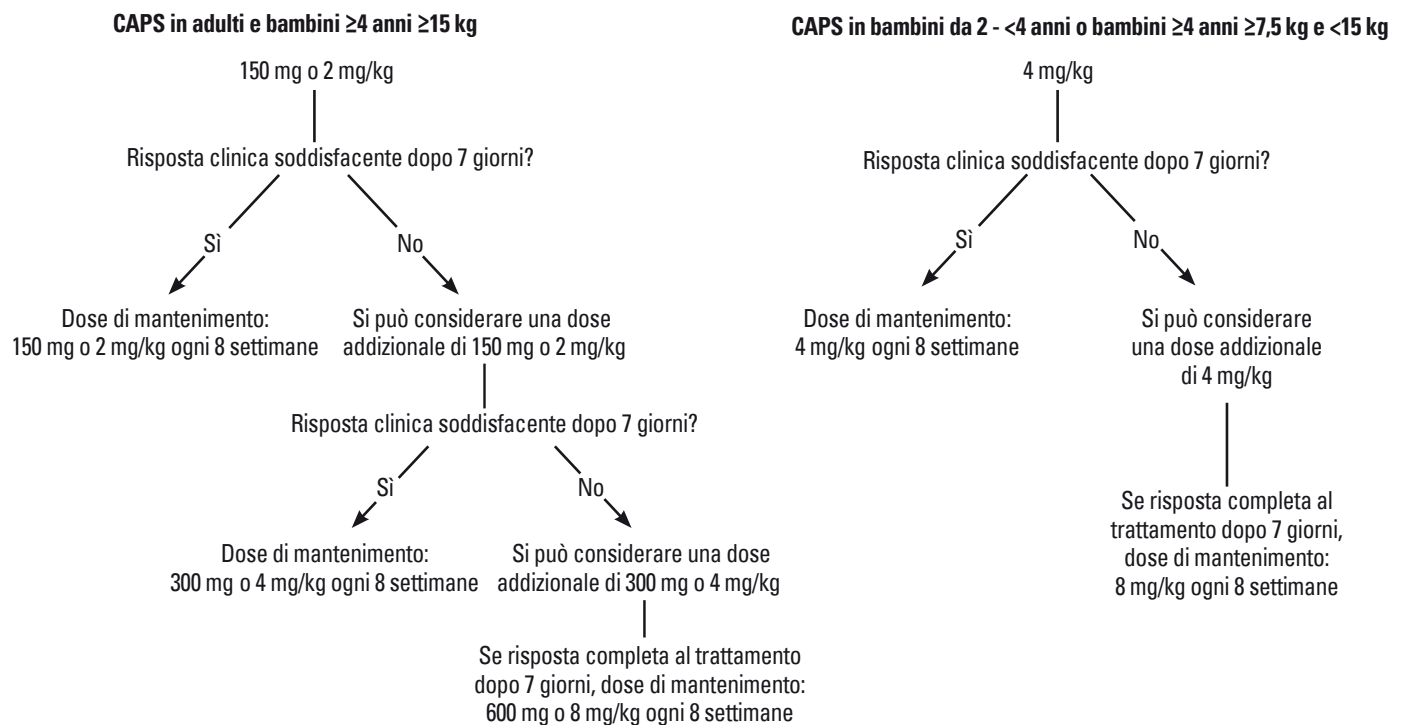 CAPS in adulti e bambini ≥4 anni ≥15 kg
150 mg o 2 mg/kg
Risposta clinica soddisfacente dopo 7 giorni?
Sì
No
Dose di mantenimento:
150 mg o 2 mg/kg ogni 8 settimane
Si può considerare una dose
addizionale di 150 mg o 2 mg/kg
Risposta clinica soddisfacente dopo 7 giorni?
Sì
No
Dose di mantenimento:
300 mg o 4 mg/kg ogni 8 settimane
Si può considerare una dose
addizionale di 300 mg o 4 mg/kg
Se risposta completa al trattamento
dopo 7 giorni, dose di mantenimento:
600 mg o 8 mg/kg ogni 8 settimane
CAPS in bambini da 2 - <4 anni o bambini ≥4 anni ≥7,5 kg e <15 kg
4 mg/kg
Risposta clinica soddisfacente dopo 7 giorni?
Sì
No
Dose di mantenimento:
4 mg/kg ogni 8 settimane
Si può considerare
una dose addizionale
di 4 mg/kg
Se risposta completa al
trattamento dopo 7 giorni,
dose di mantenimento:
8 mg/kg ogni 8 settimane